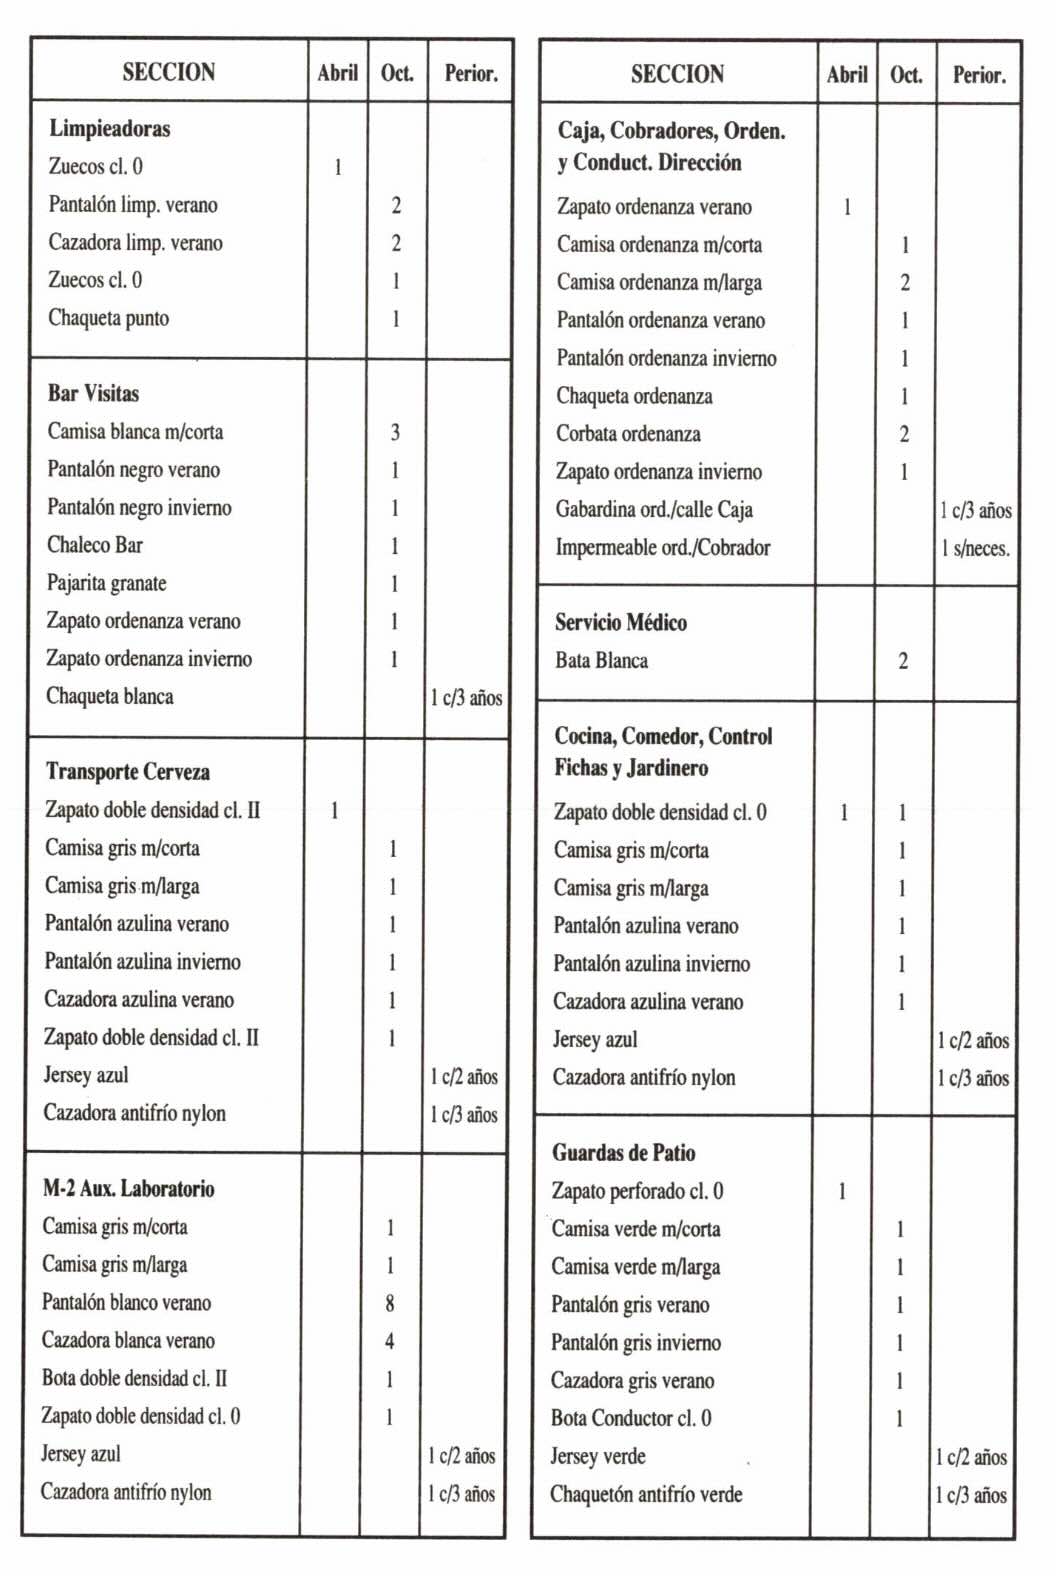 SECCION Abril Oct. Perior.
Limpieadoras
Zuecos cl. 0 1
Pantalón limp. verano 2
Cazadora limp. verano 2
Zuecos cl. 0 1
Chaqueta punto 1
Bar Visitas
Camisa blanca m/corta 3
Pantalón negro verano 1
Pantalón negro invierno 1
Chaleco Bar 1
Pajarita granate 1
Zapato ordenanza verano 1
Zapato ordenanza invierno 1
Chaqueta blanca 1 c/3 años
Transporte Cerveza
Zapato doble densidad cl. II 1
Camisa gris m/corta 1
Camisa gris m/larga 1
Pantalón azulina verano 1
Pantalón azulina invierno 1
Cazadora azulina verano 1
Zapato doble densidad cl. II 1
Jersey azul 1 c/2 años
Cazadora antifrío nylon 1 c/3 años
M-2 Aux. Laboratorio
Camisa gris m/corta 1
Camisa gris m/larga 1
Pantalón blanco verano 8
Cazadora blanca verano 4
Bota doble densidad cl. II 1
Zapato doble densidad cl. 0 1
Jersey azul 1 c/2 años
Cazadora antifrío nylon 1 c/3 años
SECCION Abril Oct. Perior.
Caja, Cobradores, Orden.
y Conduct. Dirección
Zapato ordenanza verano 1
Camisa ordenanza m/corta 1
Camisa ordenanza m/larga 2
Pantalón ordenanza verano 1
Pantalón ordenanza invierno 1
Chaqueta ordenanza 1
Corbata ordenanza 2
Zapato ordenanza invierno 1
Gabardina ord./calle Caja 1 c/3 años
Impermeable ord./Cobrador 1 s/neces.
Servicio Médico
Bata Blanca 2
Cocina, Comedor, Control
Fichas y Jardinero
Zapato doble densidad cl. 0 1 1
Camisa gris m/corta 1
Camisa gris m/larga 1
Pantalón azulina verano 1
Pantalón azulina invierno 1
Cazadora azulina verano 1
Jersey azul 1 c/2 años
Cazadora antifrío nylon 1 c/3 años
Guardas de Patio
Zapato perforado cl. 0 1
Camisa verde m/corta 1
Camisa verde m/larga 1
Pantalón gris verano 1
Pantalón gris invierno 1
Cazadora gris verano 1
Bota Conductor cl. 0 1
Jersey verde 1 c/2 años
Chaquetón antifrío verde 1 c/3 años